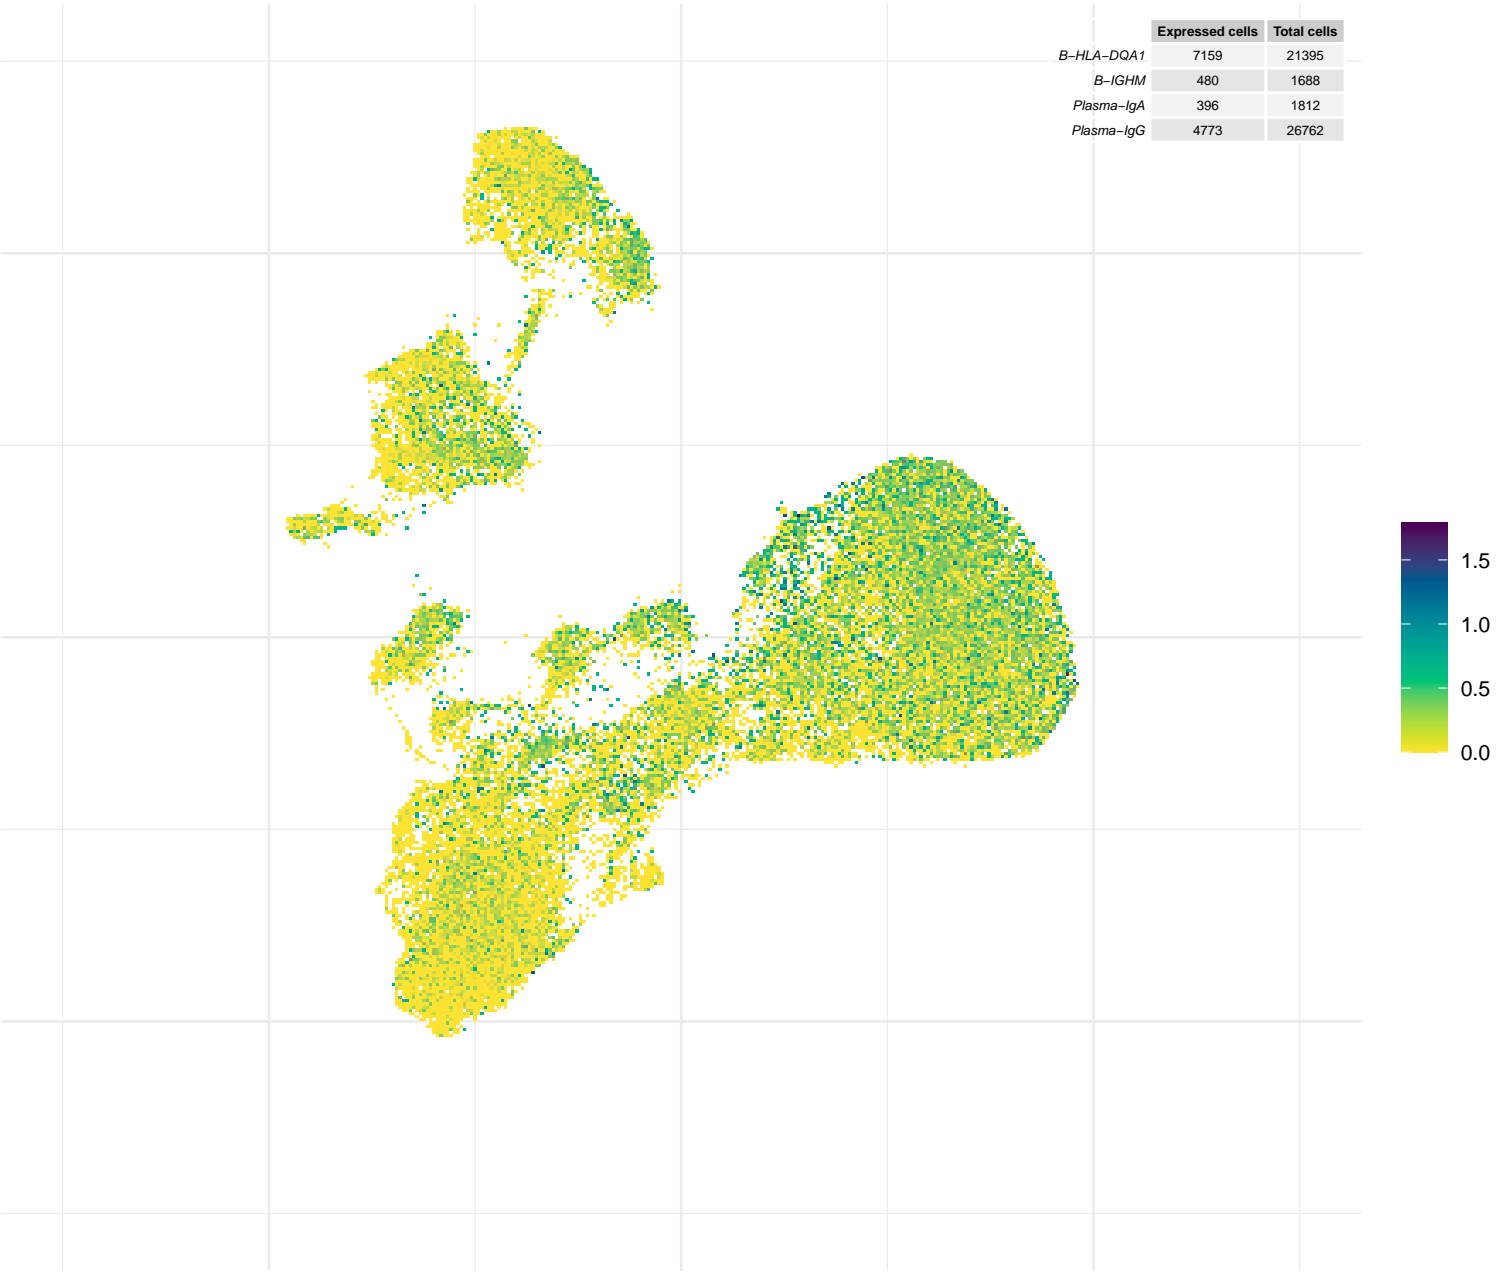 Expressed cells Total cells
B−HLA−DQA1 7159 21395
B−IGHM 480 1688
Plasma−IgA 396 1812
Plasma−IgG 4773 26762
1.5
1.0
0.5
0.0